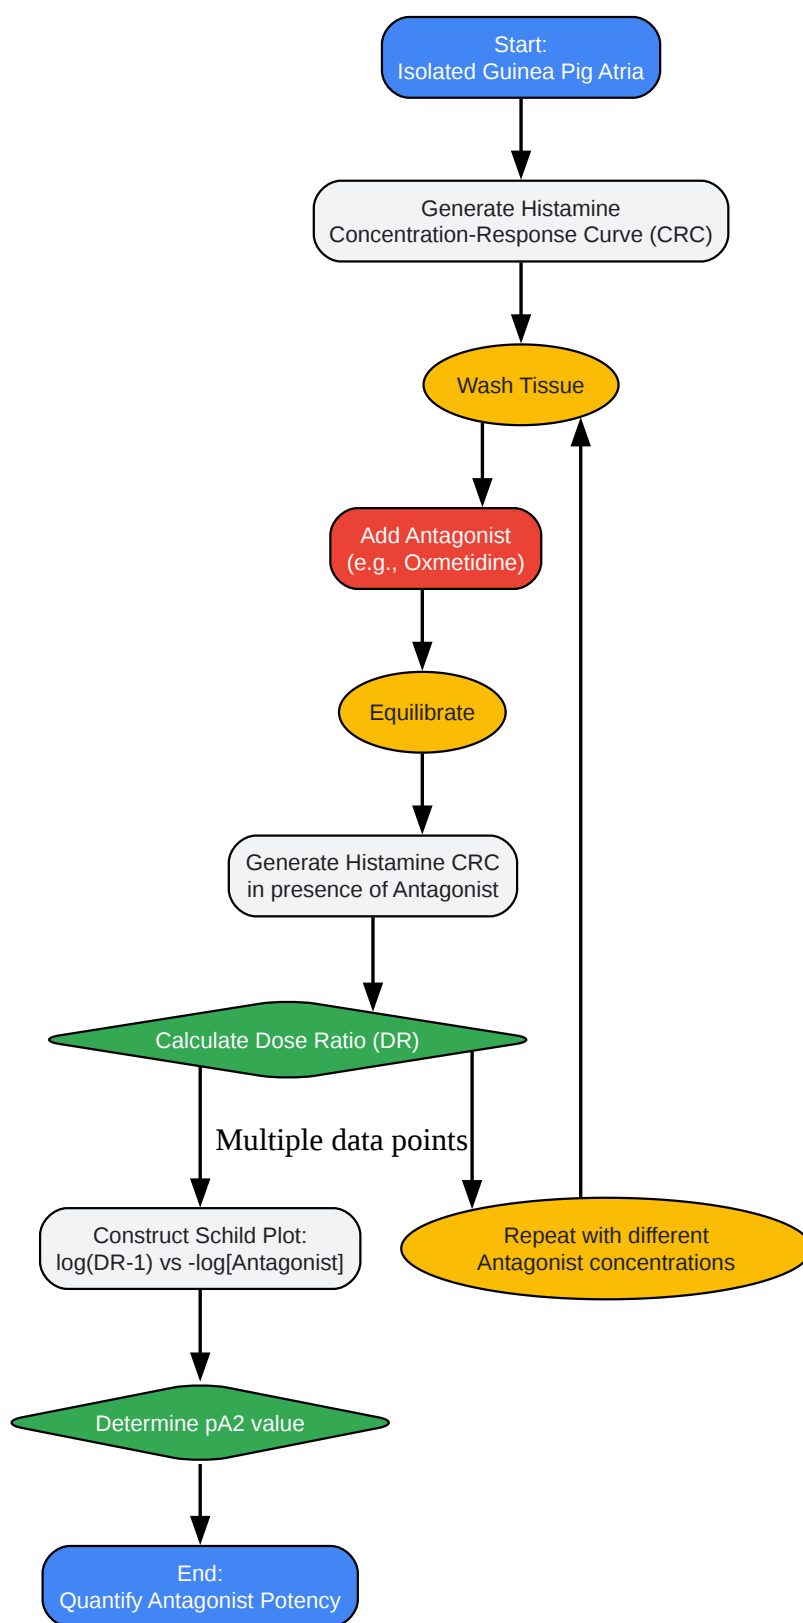 Start:
Isolated Guinea Pig Atria
Generate Histamine
Concentration-Response Curve (CRC)
Wash Tissue
Add Antagonist
(e.g., Oxmetidine)
Equilibrate
Generate Histamine CRC
in presence of Antagonist
Calculate Dose Ratio (DR)
Multiple data points
Construct Schild Plot:
log(DR-1) vs -log[Antagonist]
Repeat with different
Antagonist concentrations
Determine pA2 value
End:
Quantify Antagonist Potency